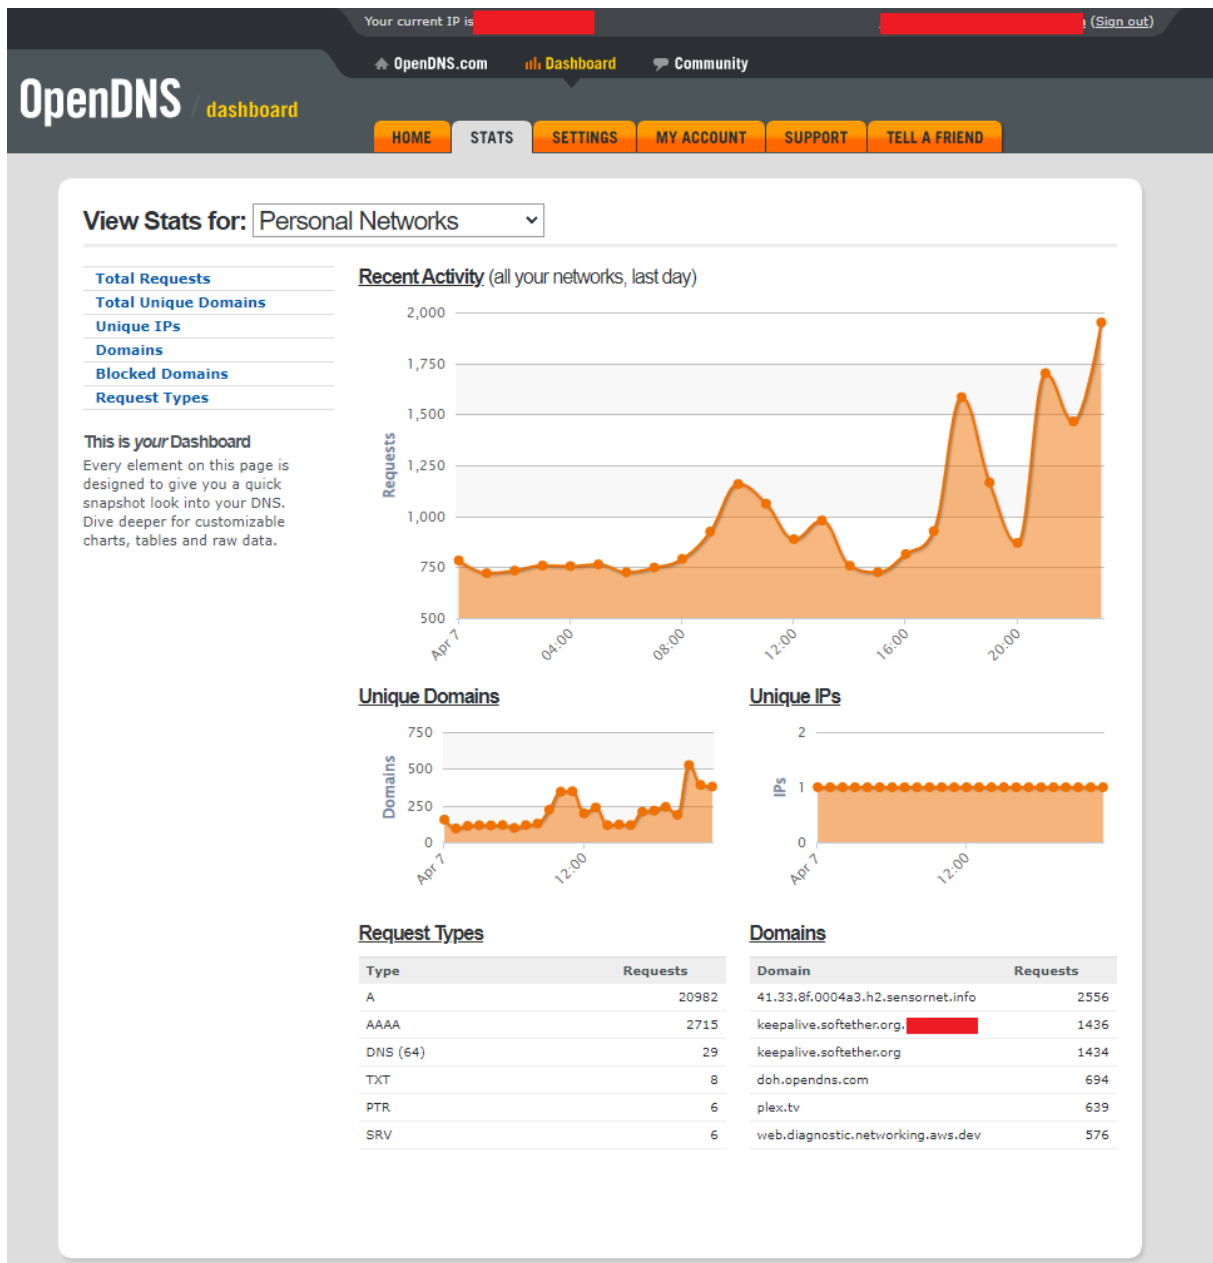 Your current IP is
(Sign out)
OpenDNS.com Dashboard Community
OpenDNS / dashboard
HOME STATS SETTINGS MY ACCOUNT SUPPORT TELL A FRIEND
View Stats for: Personal Networks
Total Requests
Total Unique Domains
Unique IPs
Domains
Blocked Domains
Request Types
This is your Dashboard
Every element on this page is
designed to give you a quick
snapshot look into your DNS.
Dive deeper for customizable
charts, tables and raw data.
Recent Activity (all your networks, last day)
2,000
1,750
1,500
1,250
1,000
750
500
Requests
Apr 7 04:00 08:00 12:00 16:00 20:00
Unique Domains
750
500
250
0
Domains
Apr 7 12:00
Unique IPs
2
1
0
IPs
Apr 7 12:00
Request Types
Type Requests
A 20982
AAAA 2715
DNS (64) 29
TXT 8
PTR 6
SRV 6
Domains
Domain Requests
41.33.8f.0004a3.h2.sensornet.info 2556
keepalive.softether.org. 1436
keepalive.softether.org 1434
doh.opendns.com 694
plex.tv 639
web.diagnostic.networking.aws.dev 576